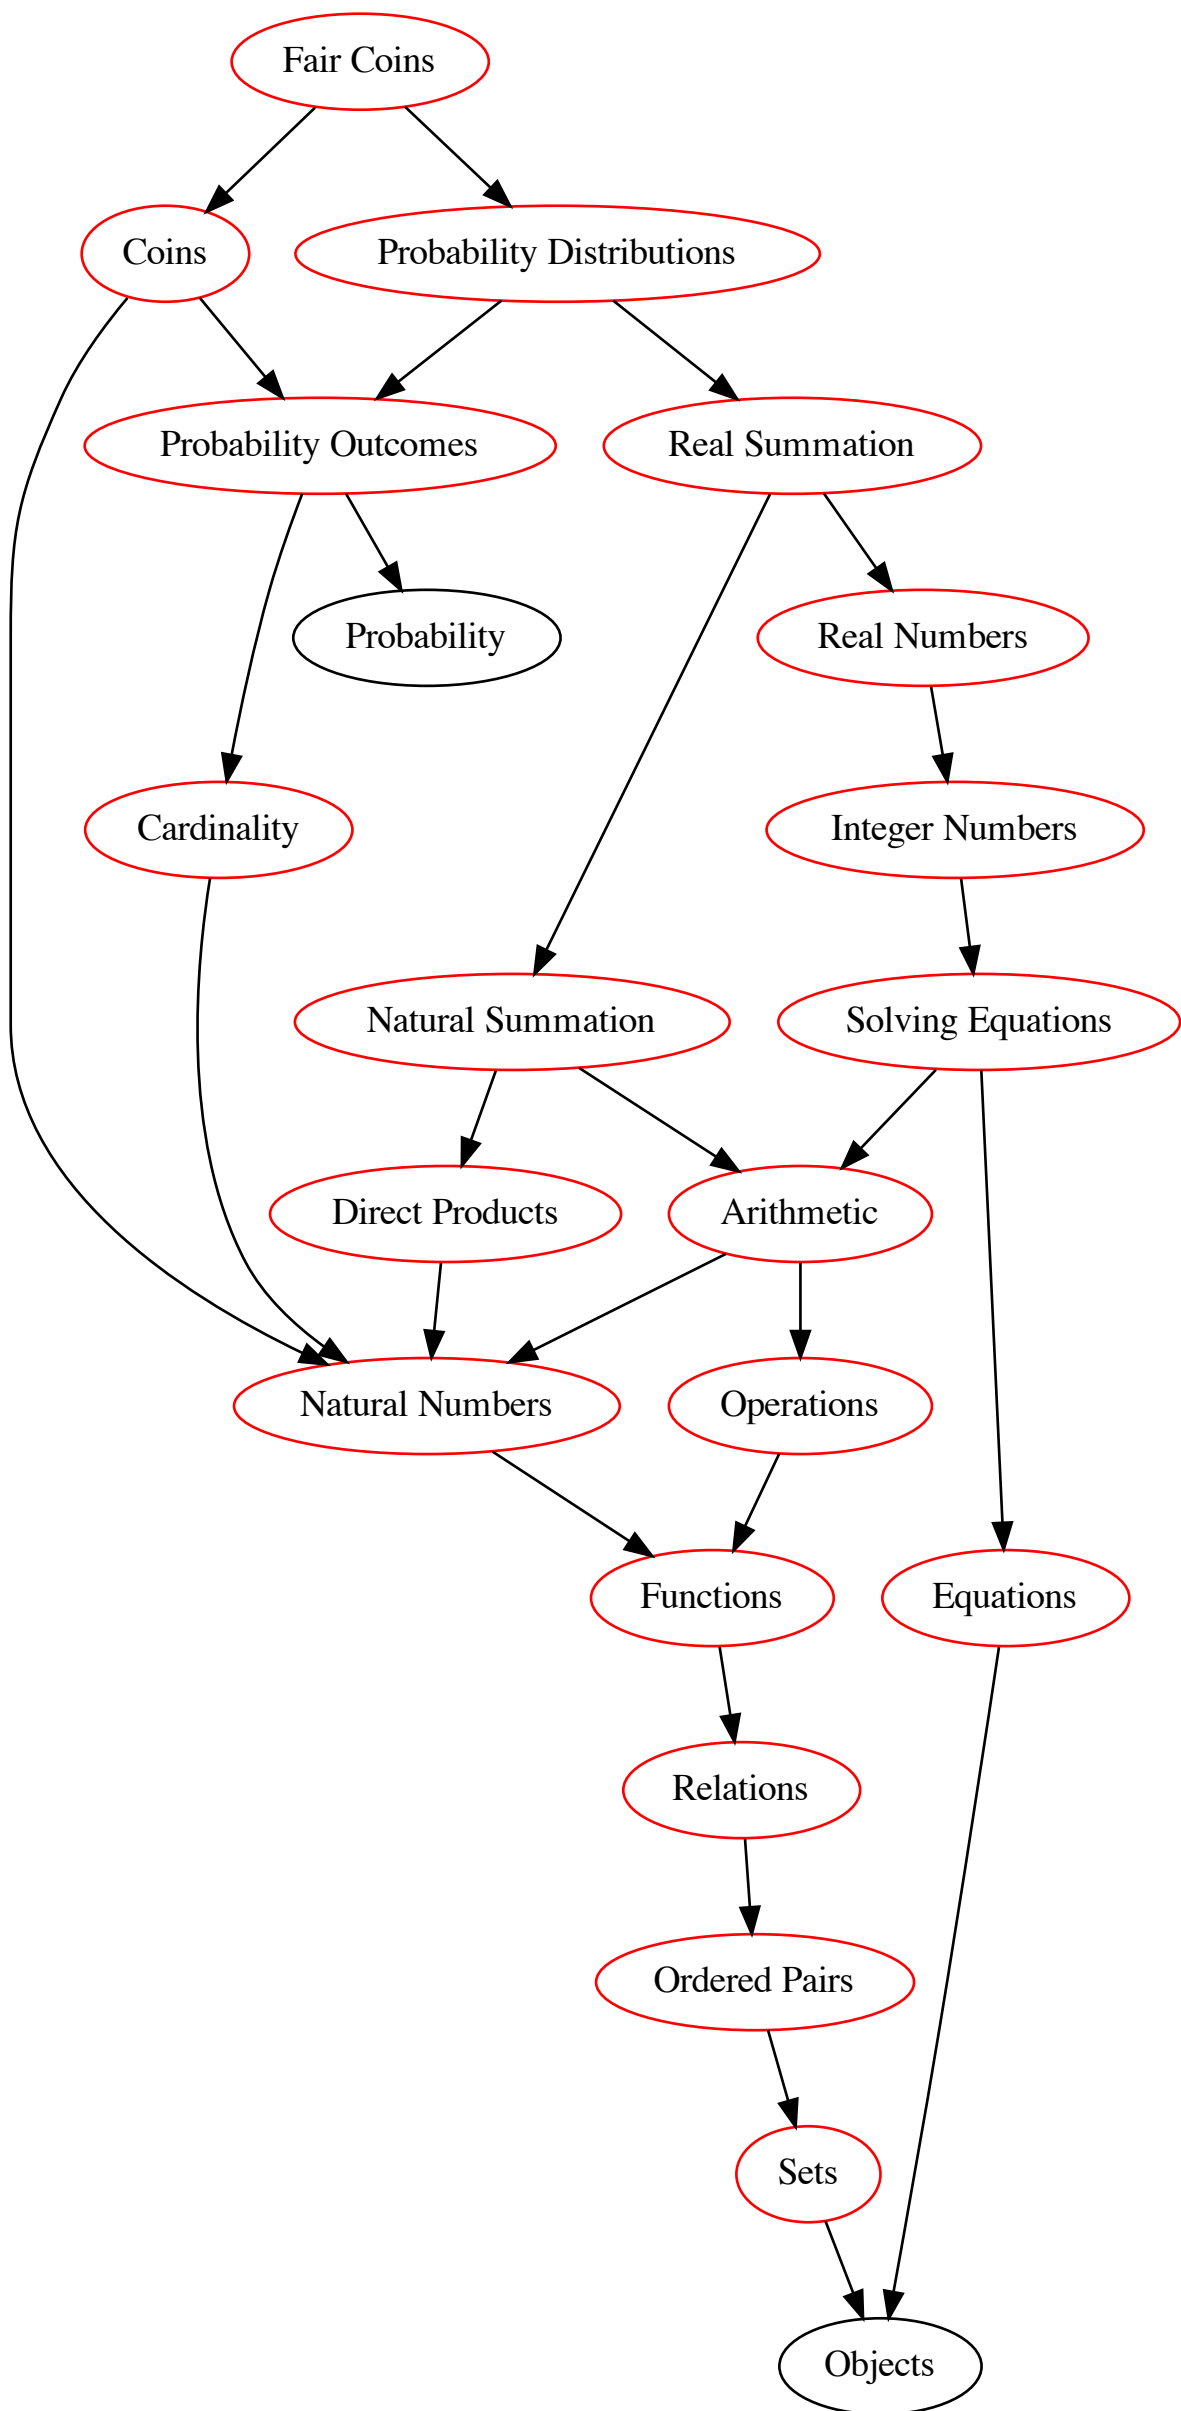 Fair Coins
Coins
Probability Distributions
Probability Outcomes
Real Summation
Probability
Real Numbers
Cardinality
Integer Numbers
Natural Summation
Solving Equations
Direct Products
Arithmetic
Natural Numbers
Operations
Functions
Equations
Relations
Ordered Pairs
Sets
Objects